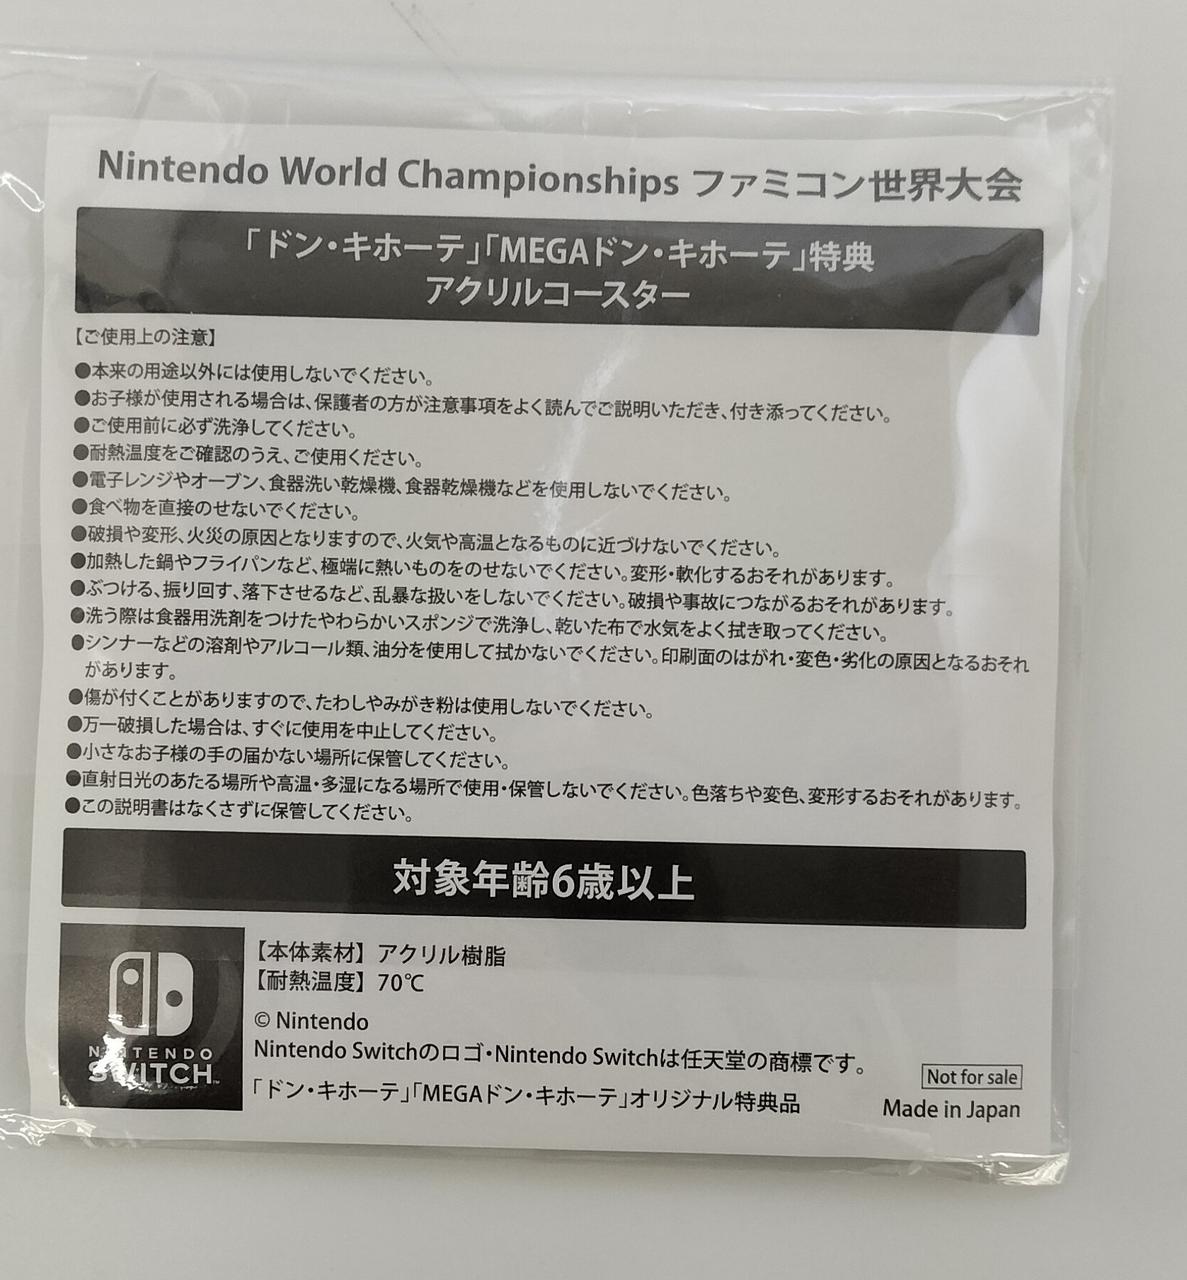 Nintendo World Championships ファミコン世界大会
「ドン・キホーテ」「MEGAドン・キホーテ」特典
アクリルコースター
【ご使用上の注意】
●本来の用途以外には使用しないでください。
●お子様が使用される場合は、保護者の方が注意事項をよく読んでご説明いただき、付き添ってください。
●ご使用前に必ず洗浄してください。
●耐熱温度をご確認のうえ、ご使用ください。
●電子レンジやオーブン、食器洗い乾燥機、食器乾燥機などを使用しないでください。
●食べ物を直接のせないでください。
●破損や変形、火災の原因となりますので、火気や高温となるものに近づけないでください。
●加熱した鍋やフライパンなど、極端に熱いものをのせないでください。変形・軟化するおそれがあります。
●ぶつける、振り回す、落下させるなど、乱暴な扱いをしないでください。破損や事故につながるおそれがあります。
●洗う際は食器用洗剤をつけたやわらかいスポンジで洗浄し、乾いた布で水気をよく拭き取ってください。
●シンナーなどの溶剤やアルコール類、油分を使用して拭かないでください。印刷面のはがれ・変色・劣化の原因となるおそれ
があります。
●傷が付くことがありますので、たわしやみがき粉は使用しないでください。
●万一破損した場合は、すぐに使用を中止してください。
●小さなお子様の手の届かない場所に保管してください。
●直射日光のあたる場所や高温・多湿になる場所で使用・保管しないでください。色落ちや変色、変形するおそれがあります。
●この説明書はなくさずに保管してください。
対象年齢6歳以上
【本体素材】アクリル樹脂
【耐熱温度】70℃
© Nintendo
Nintendo Switchのロゴ・Nintendo Switchは任天堂の商標です。
「ドン・キホーテ」「MEGAドン・キホーテ」オリジナル特典品
NINTENDO
SWITCH™
Not for sale
Made in Japan